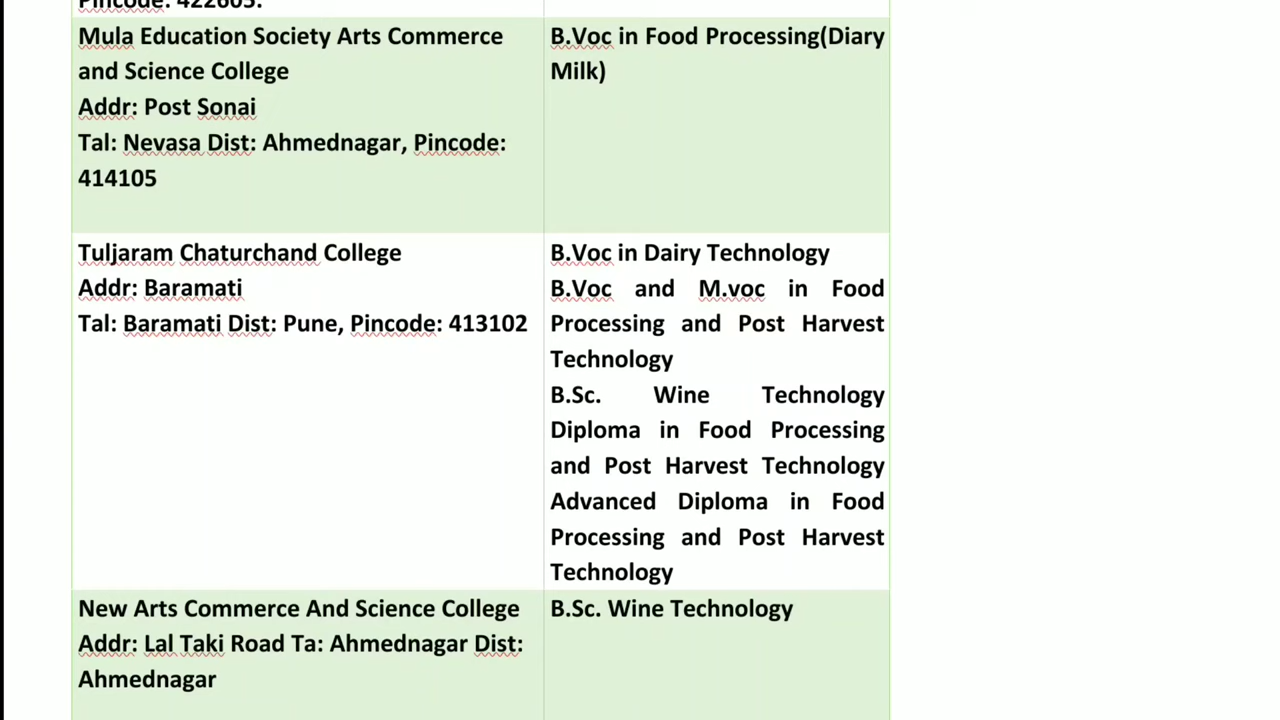 Pincode: 422605.
Mula Education Society Arts Commerce
and Science College
Addr: Post Sonai
Tal: Nevasa Dist: Ahmednagar, Pincode:
414105
B.Voc in Food Processing(Diary
Milk)
Tuljaram Chaturchand College
Addr: Baramati
Tal: Baramati Dist: Pune, Pincode: 413102
B.Voc in Dairy Technology
B.Voc and M.voc in Food
Processing and Post Harvest
Technology
B.Sc. Wine Technology
Diploma in Food Processing
and Post Harvest Technology
Advanced Diploma in Food
Processing and Post Harvest
Technology
New Arts Commerce And Science College
Addr: Lal Taki Road Ta: Ahmednagar Dist:
Ahmednagar
B.Sc. Wine Technology